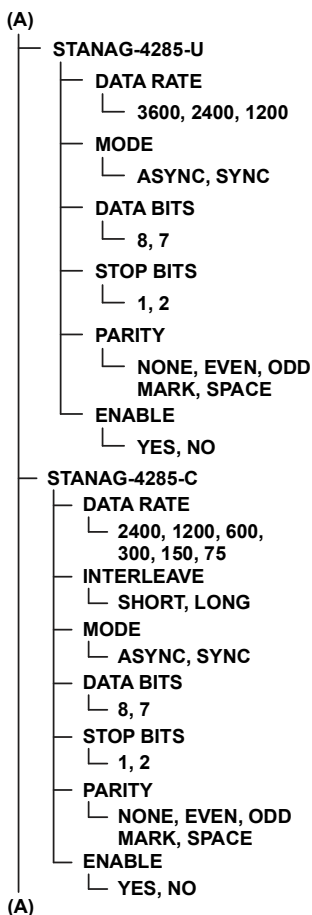 (A)
STANAG-4285-U
DATA RATE
3600, 2400, 1200
MODE
ASYNC, SYNC
DATA BITS
8, 7
STOP BITS
1, 2
PARITY
NONE, EVEN, ODD
MARK, SPACE
ENABLE
YES, NO
STANAG-4285-C
DATA RATE
2400, 1200, 600,
300, 150, 75
INTERLEAVE
SHORT, LONG
MODE
ASYNC, SYNC
DATA BITS
8, 7
STOP BITS
1, 2
PARITY
NONE, EVEN, ODD
MARK, SPACE
ENABLE
YES, NO
(A)